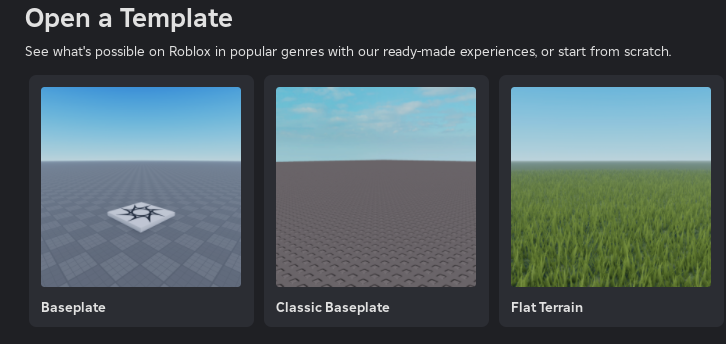 Open a Template
See what's possible on Roblox in popular genres with our ready-made experiences, or start from scratch.
Baseplate
Classic Baseplate
Flat Terrain